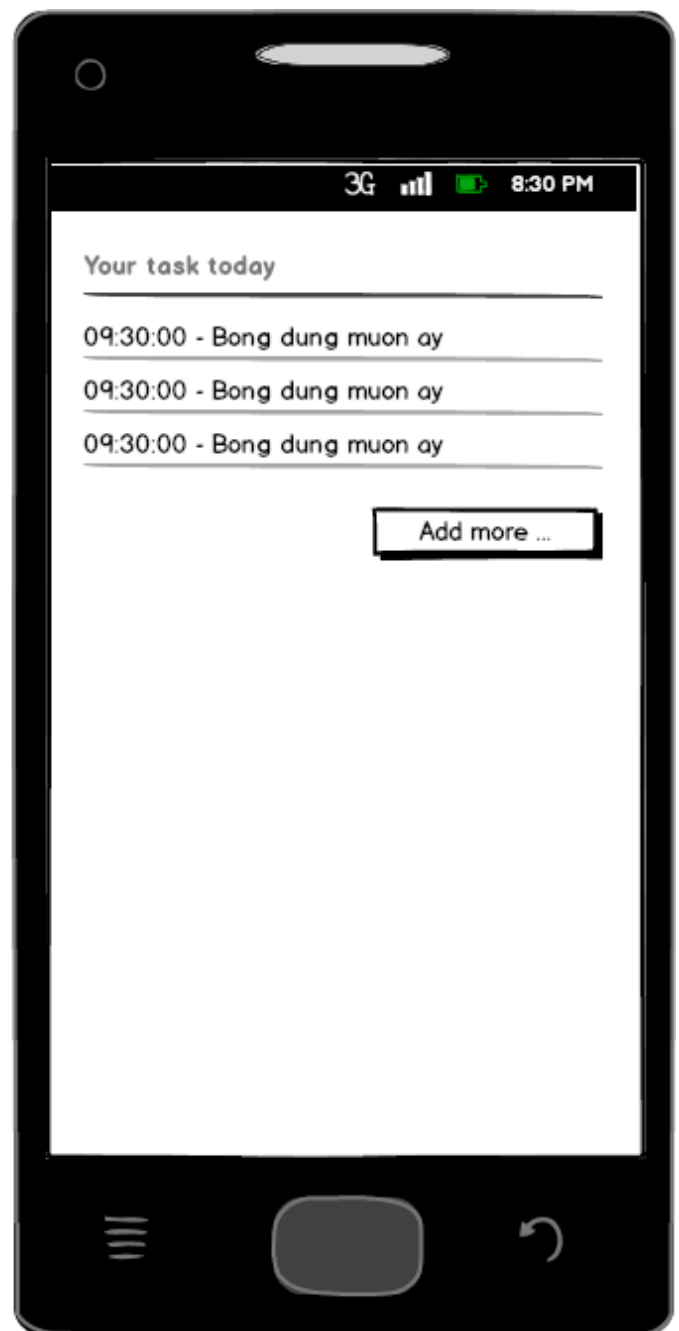 3G 8:30 PM
Your task today
09:30:00 - Bong dung muon ay
09:30:00 - Bong dung muon ay
09:30:00 - Bong dung muon ay
Add more ...